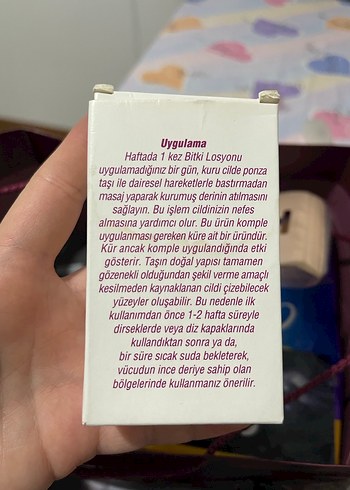 Uygulama
Haftada 1 kez Bitki Losyonu
uygulamadığınız bir gün, kuru cilde ponza
taşı ile dairesel hareketlerle bastırmadan
masaj yaparak kurumuş derinin atılmasını
sağlayın. Bu işlem cildinizin nefes
almasına yardımcı olur. Bu ürün komple
uygulanması gereken küre ait bir üründür.
Kür ancak komple uygulandığında etki
gösterir. Taşın doğal yapısı tamamen
gözenekli olduğundan şekil verme amaçlı
kesilmeden kaynaklanan cildi çizebilecek
yüzeyler oluşabilir. Bu nedenle ilk
kullanımdan önce 1-2 hafta süreyle
dirseklerde veya diz kapaklarında
kullandıktan sonra ya da,
bir süre sıcak suda bekleterek,
vücudun ince deriye sahip olan
bölgelerinde kullanmanız önerilir.